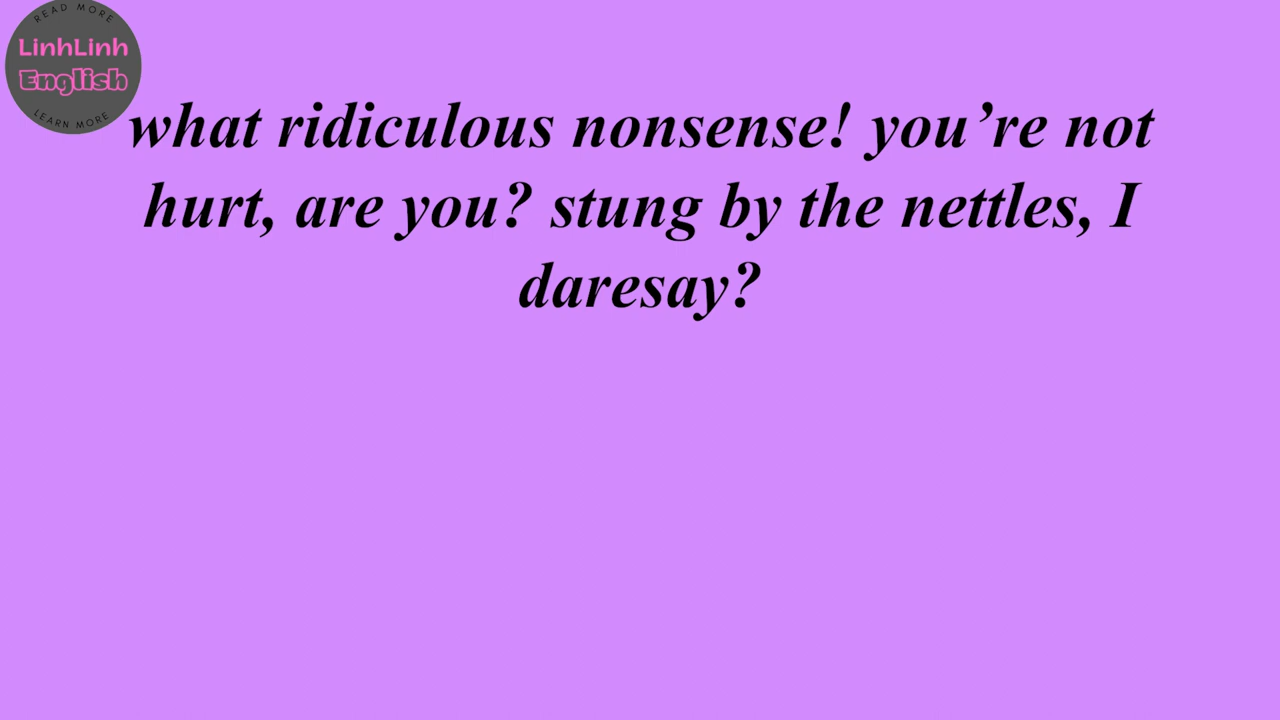 READ MORE
LinhLinh
English
LEARN MORE
what ridiculous nonsense! you’re not
hurt, are you? stung by the nettles, I
daresay?